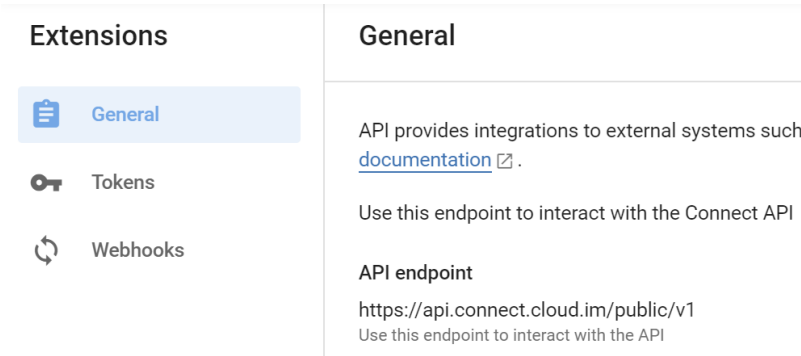 Extensions
General
Tokens
Webhooks
General
API provides integrations to external systems such
documentation .
Use this endpoint to interact with the Connect API
API endpoint
https://api.connect.cloud.im/public/v1
Use this endpoint to interact with the API